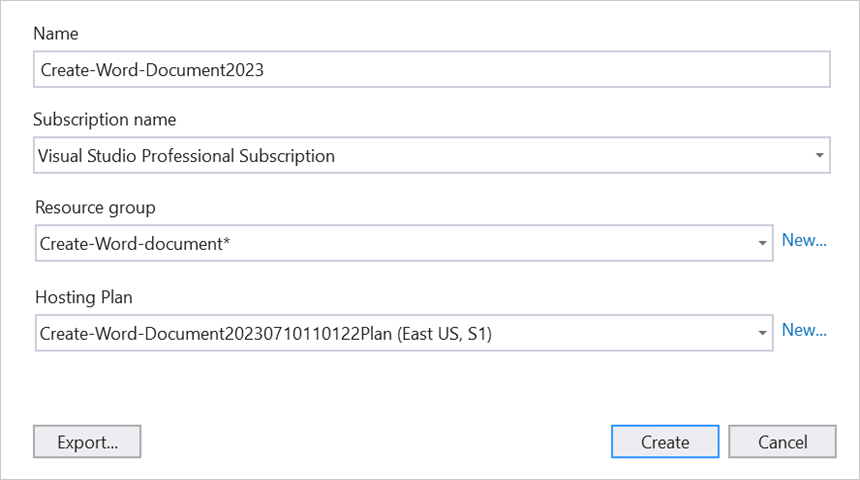 Name
Create-Word-Document2023
Subscription name
Visual Studio Professional Subscription
Resource group
Create-Word-document*
New...
Hosting Plan
Create-Word-Document20230710110122Plan (East US, S1)
New...
Export...
Create
Cancel